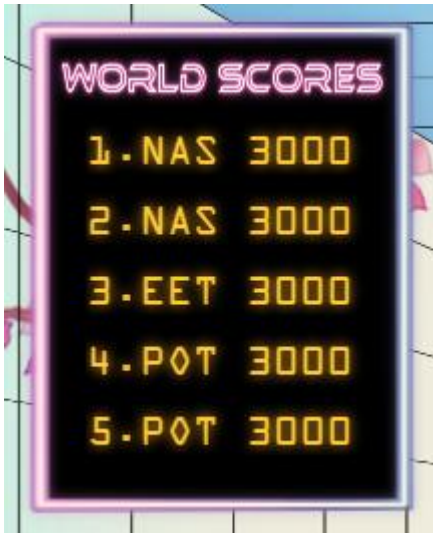 WORLD SCORES
1.NAS 3000
2.NAS 3000
3.EET 3000
4.POT 3000
5.POT 3000